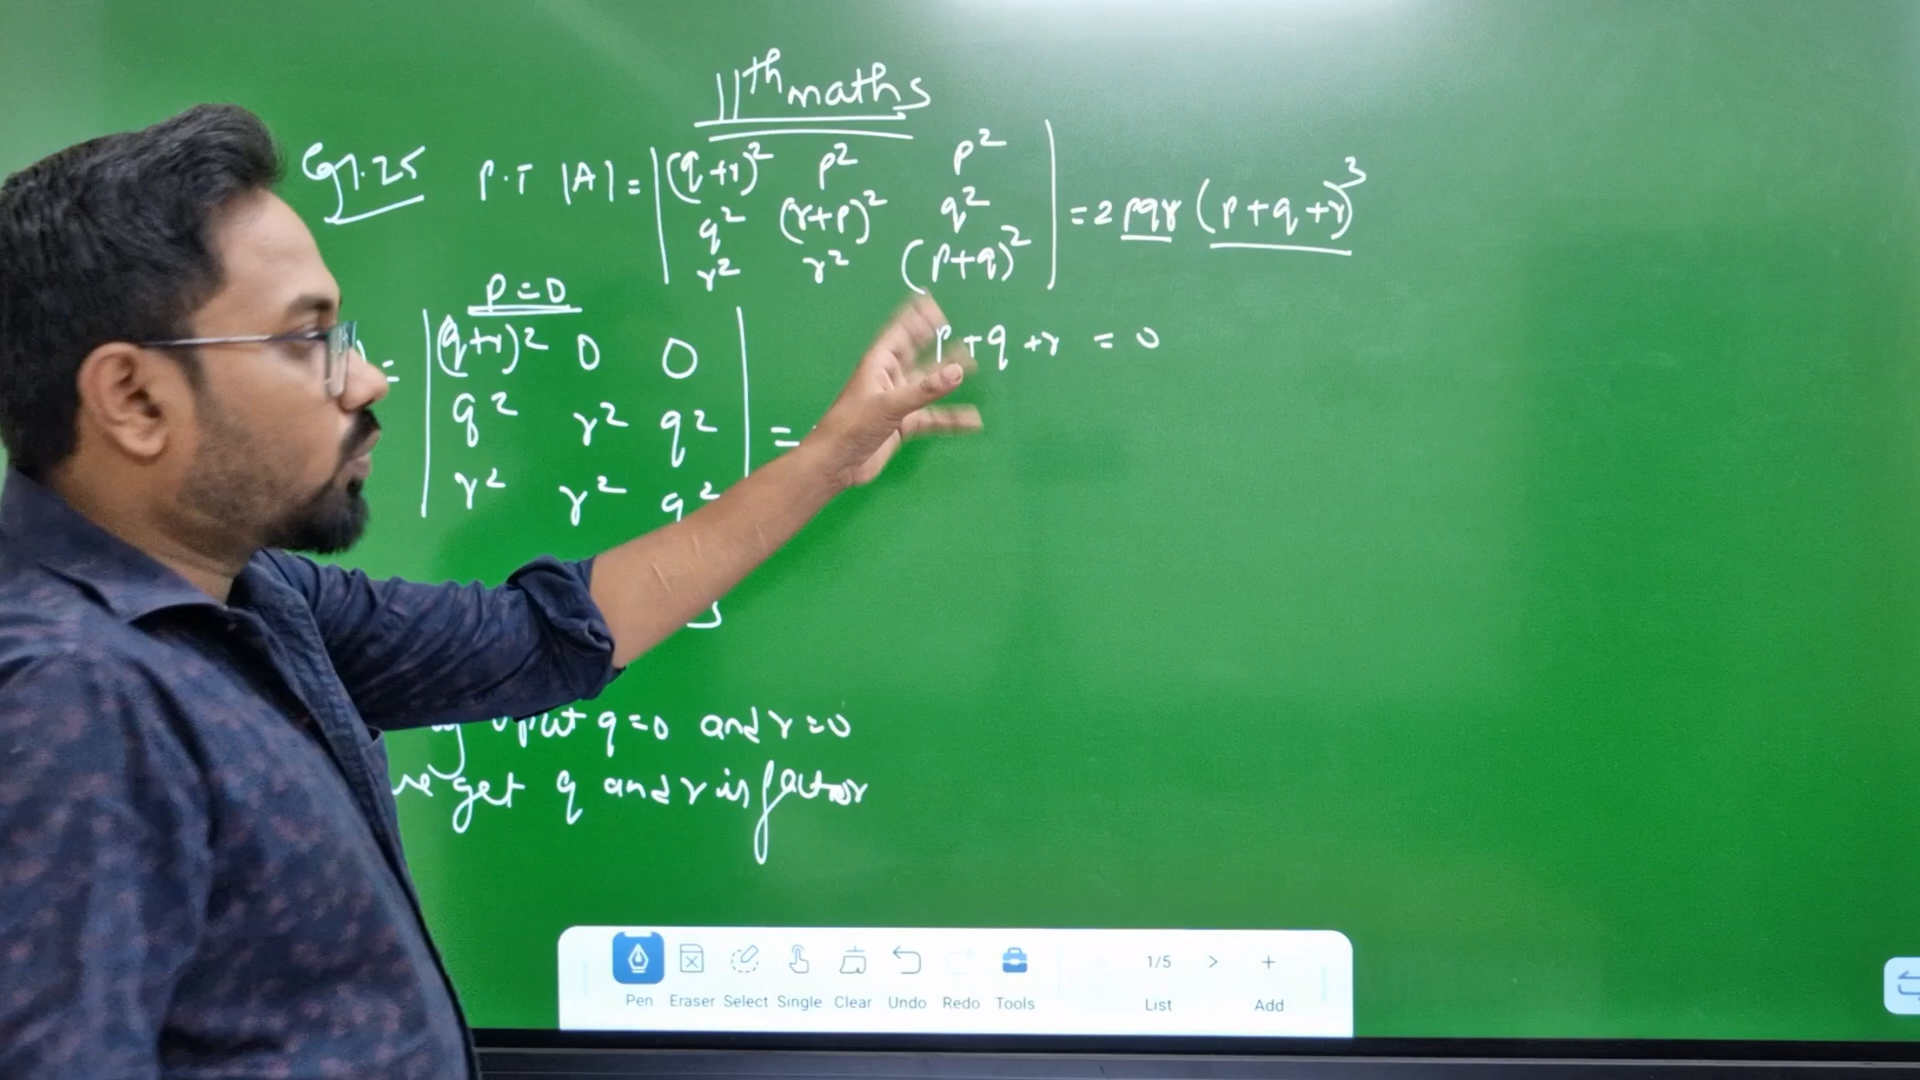 11th maths
Eg 7.25 P.T |A| = | (q+r)² p² p² | = 2pqr (p+q+r)³
q² (r+p)² q²
r² r² (p+q)²
p=0
= | (q+r)² 0 0 |
q² r² q² =
r² r² q²
p+q+r = 0
put q=0 and r=0
we get q and r is factor
Pen Eraser Select Single Clear Undo Redo Tools 1/5 List Add